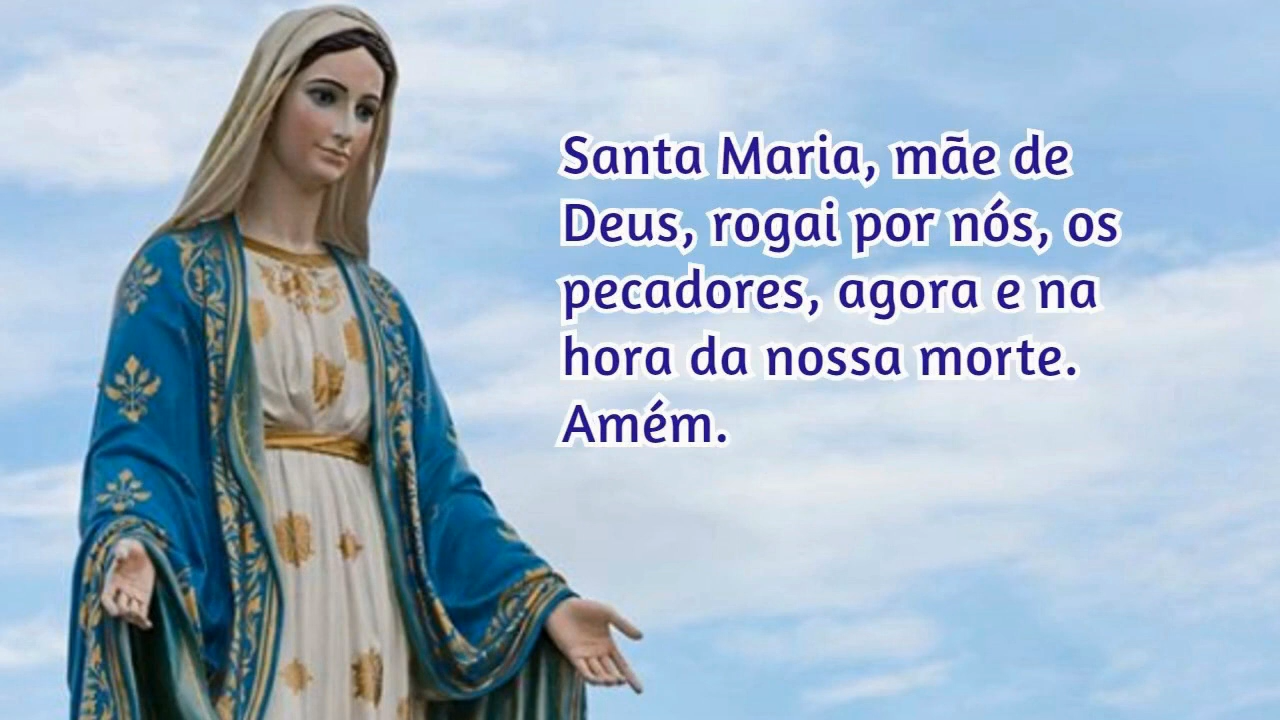 Santa Maria, mãe de
Deus, rogai por nós, os
pecadores, agora e na
hora da nossa morte.
Amém.